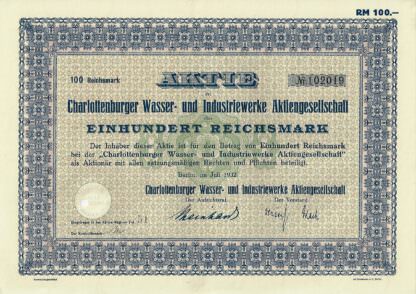 RM 100.—
100 Reichsmark
AKTIE
№102019
der
Charlottenburger Wasser- und Industriewerke Aktiengesellschaft
über
EINHUNDERT REICHSMARK
Der Inhaber dieser Aktie ist für den Betrag von Einhundert Reichsmark
bei der „Charlottenburger Wasser- und Industriewerke Aktiengesellschaft“
als Aktionär mit allen satzungsmäßigen Rechten und Pflichten beteiligt.
Berlin, im Juli 1932
Charlottenburger Wasser- und Industriewerke Aktiengesellschaft
Der Aufsichtsrat
Der Vorstand